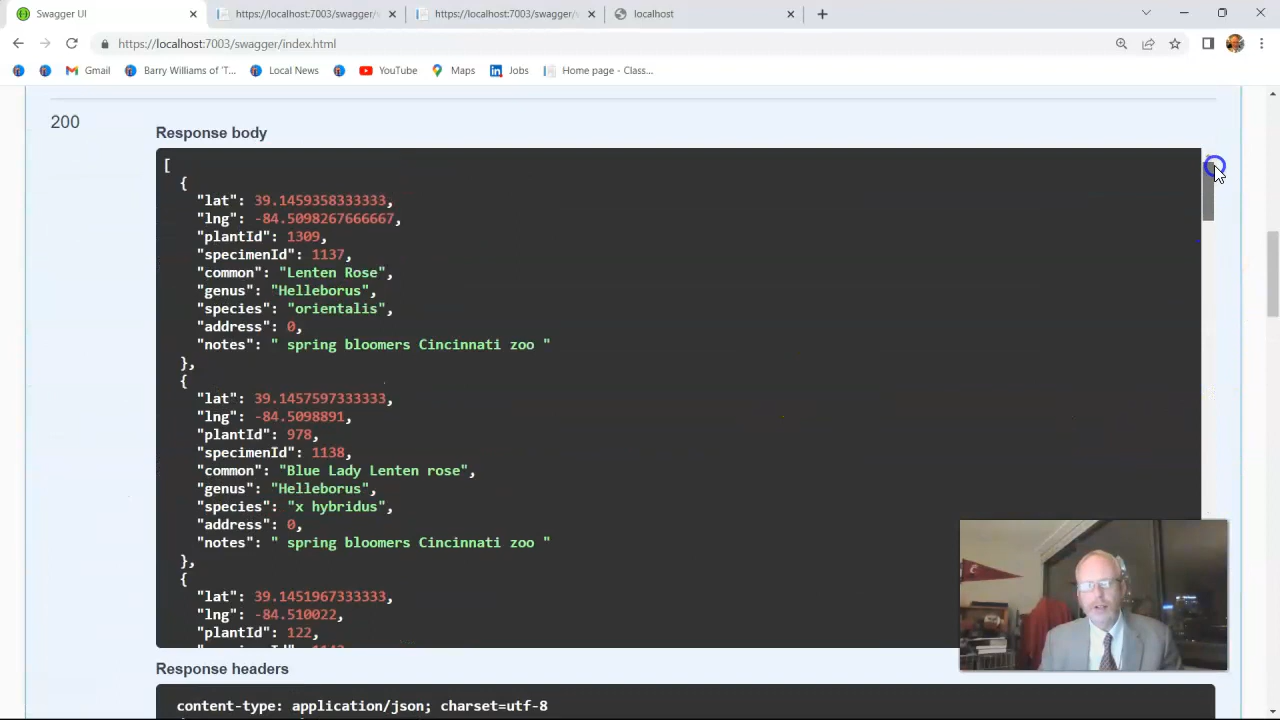 Swagger UI
https://localhost:7003/swagger/v
https://localhost:7003/swagger/v
localhost
https://localhost:7003/swagger/index.html
Gmail
Barry Williams of 'T...
Local News
YouTube
Maps
Jobs
Home page - Class...
200
Response body
[
{
"lat": 39.1459358333333,
"lng": -84.5098267666667,
"plantId": 1309,
"specimenId": 1137,
"common": "Lenten Rose",
"genus": "Helleborus",
"species": "orientalis",
"address": 0,
"notes": " spring bloomers Cincinnati zoo "
},
{
"lat": 39.1457597333333,
"lng": -84.5098891,
"plantId": 978,
"specimenId": 1138,
"common": "Blue Lady Lenten rose",
"genus": "Helleborus",
"species": "x hybridus",
"address": 0,
"notes": " spring bloomers Cincinnati zoo "
},
{
"lat": 39.1451967333333,
"lng": -84.510022,
"plantId": 122,
Response headers
content-type: application/json; charset=utf-8